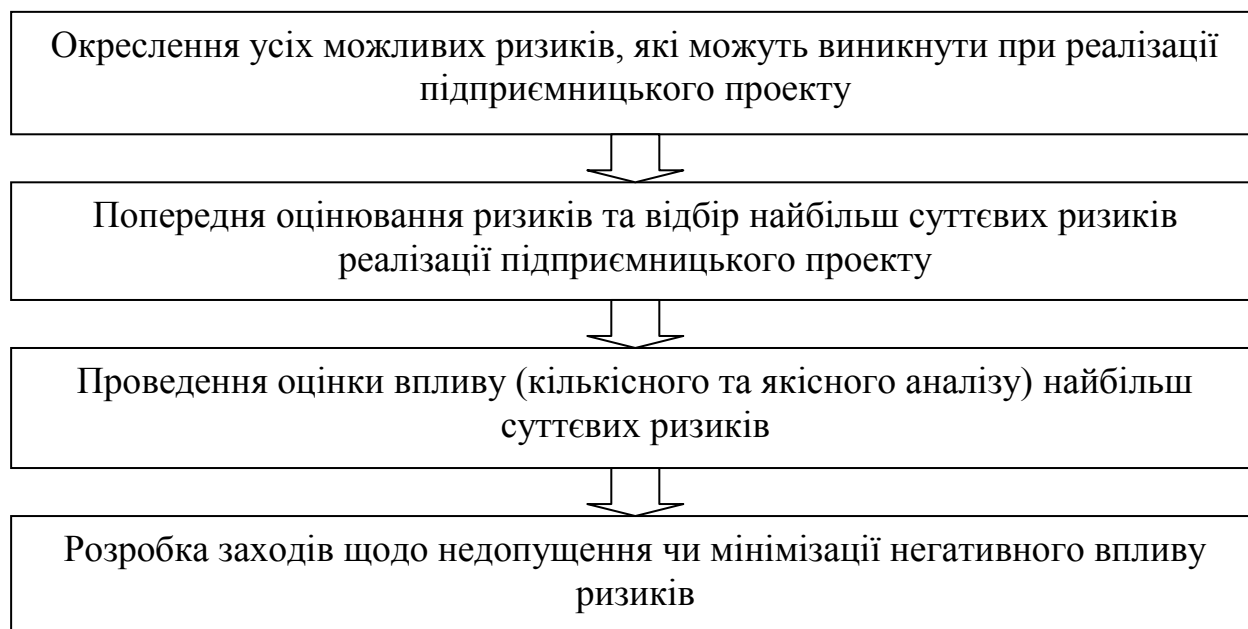 Окреслення усіх можливих ризиків, які можуть виникнути при реалізації
підприємницького проекту
Попередня оцінювання ризиків та відбір найбільш суттєвих ризиків
реалізації підприємницького проекту
Проведення оцінки впливу (кількісного та якісного аналізу) найбільш
суттєвих ризиків
Розробка заходів щодо недопущення чи мінімізації негативного впливу
ризиків